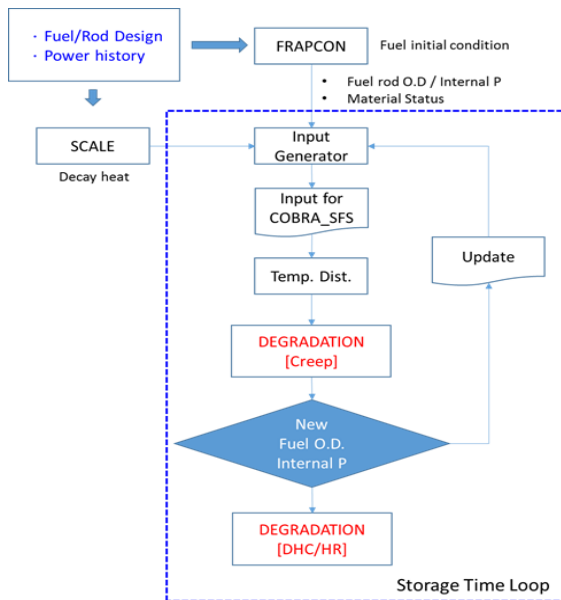 · Fuel/Rod Design
· Power history
FRAPCON
Fuel initial condition
• Fuel rod O.D / Internal P
• Material Status
SCALE
Decay heat
Input
Generator
Input for
COBRA_SFS
Update
Temp. Dist.
DEGRADATION
[Creep]
New
Fuel O.D.
Internal P
DEGRADATION
[DHC/HR]
Storage Time Loop